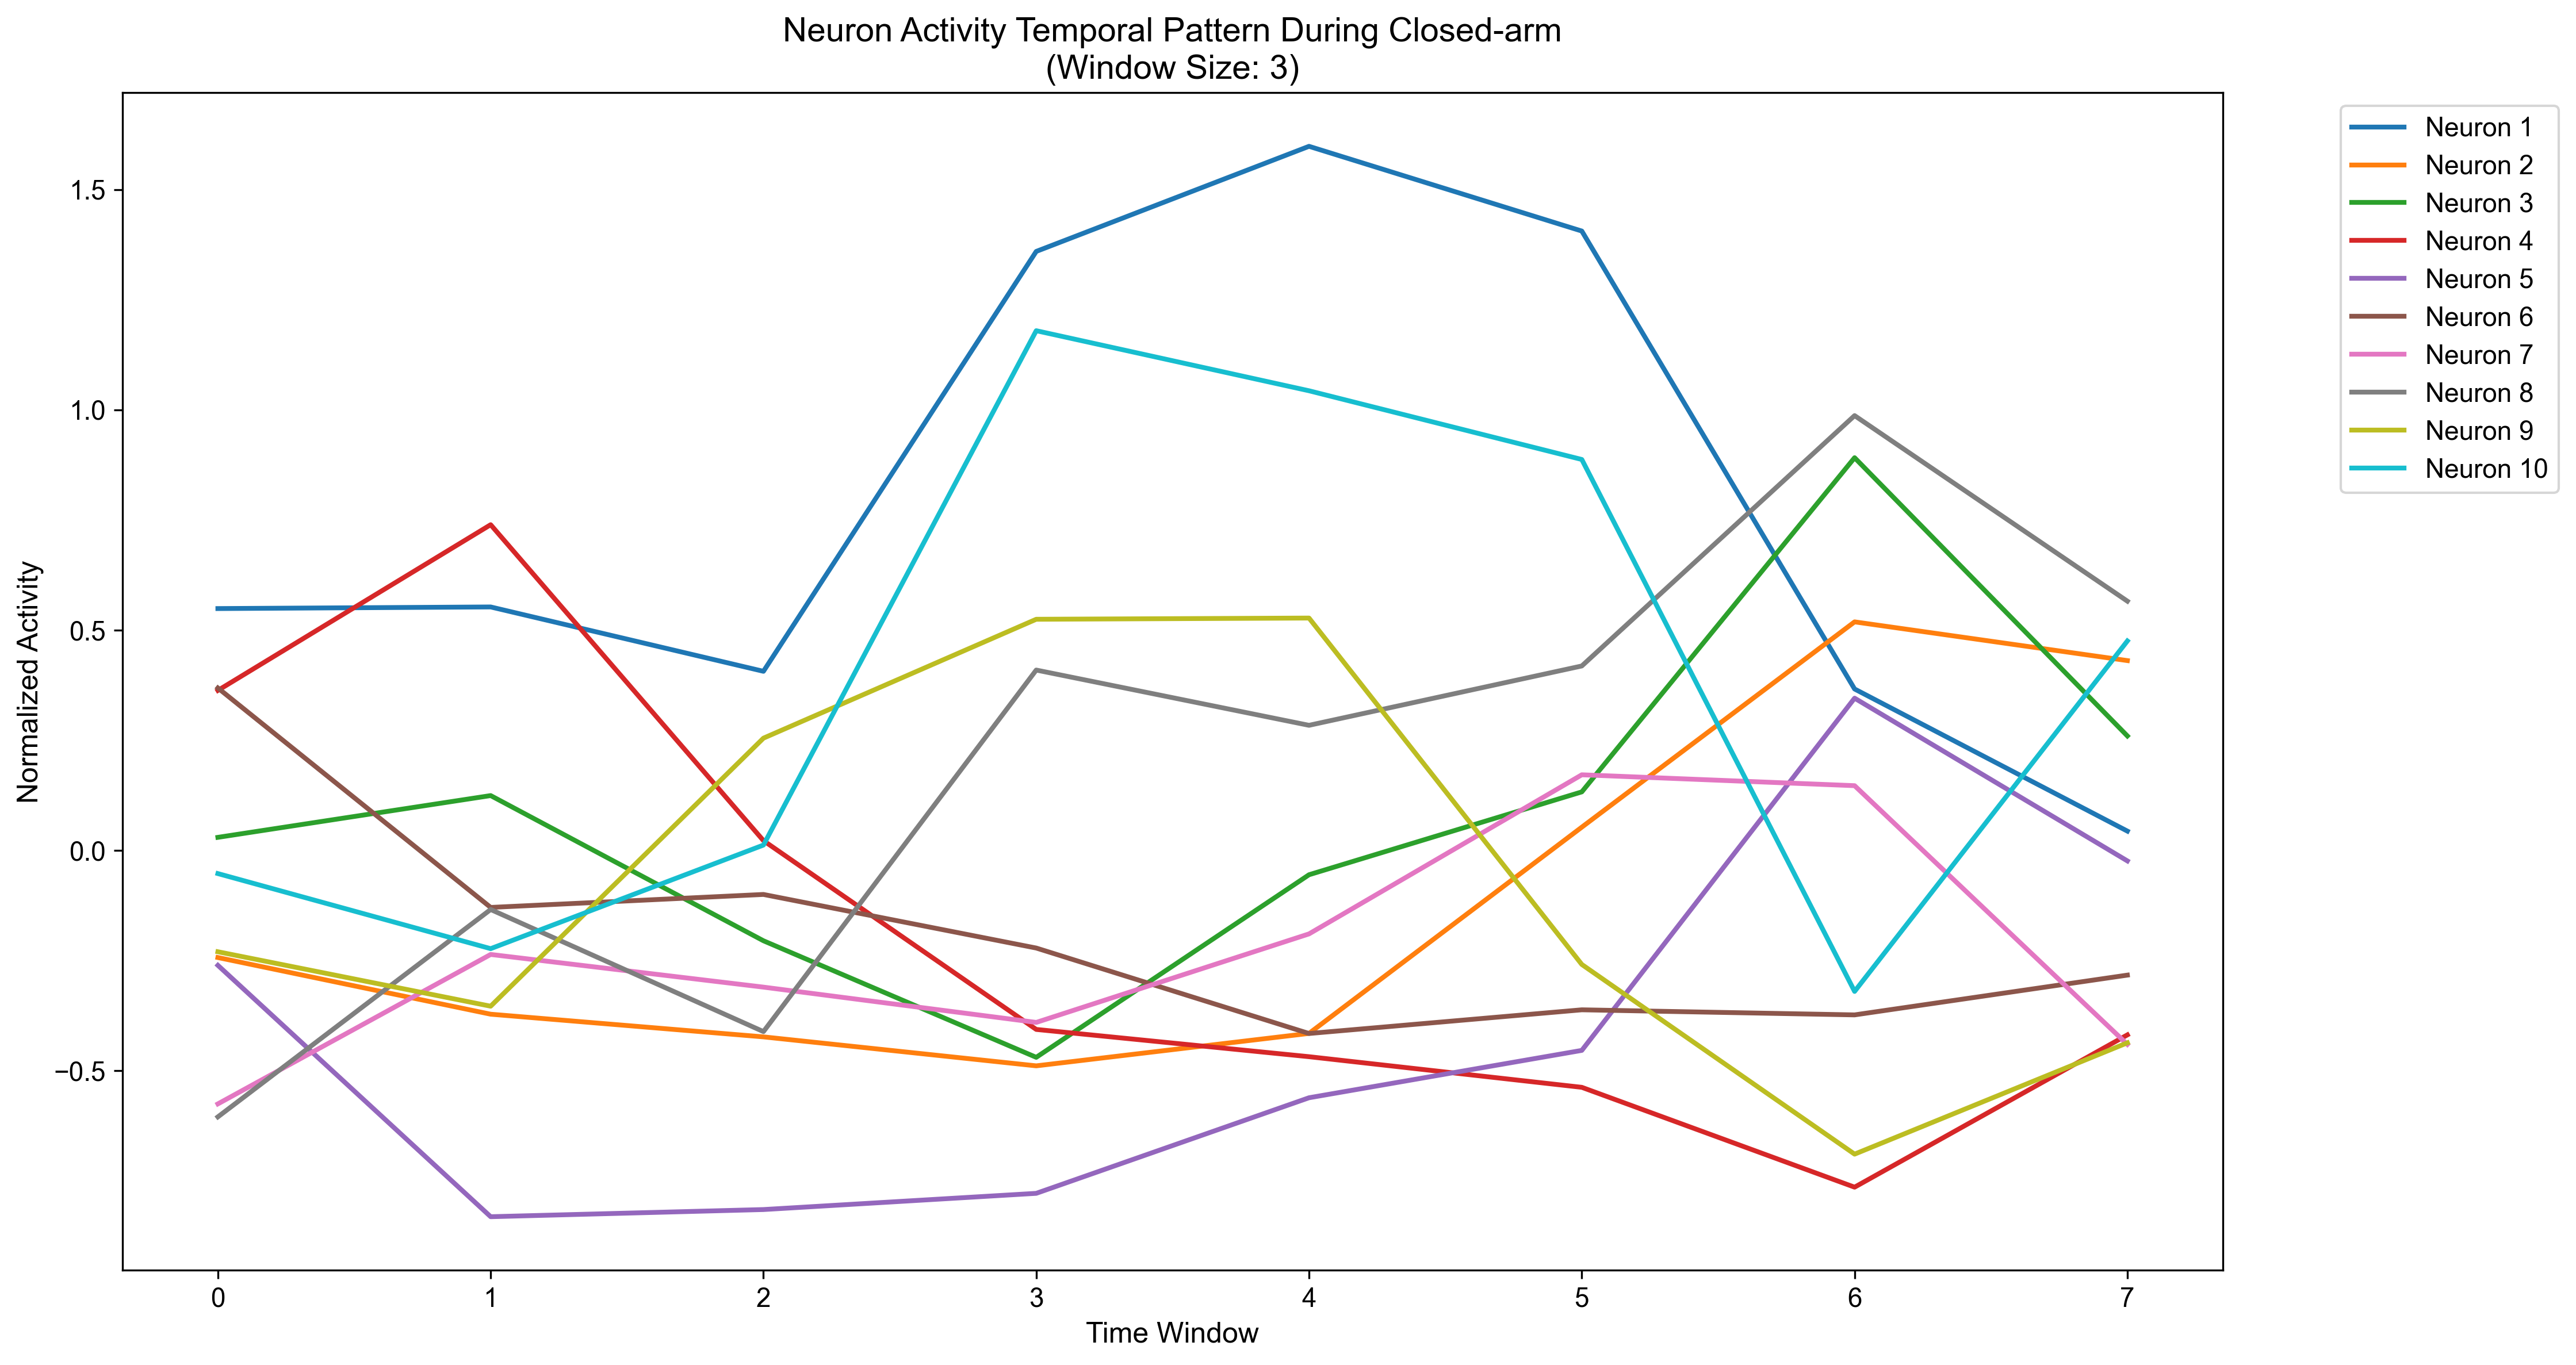 Neuron Activity Temporal Pattern During Closed-arm
(Window Size: 3)
Normalized Activity
1.5
1.0
0.5
0.0
−0.5
0 1 2 3 4 5 6 7
Time Window
Neuron 1
Neuron 2
Neuron 3
Neuron 4
Neuron 5
Neuron 6
Neuron 7
Neuron 8
Neuron 9
Neuron 10